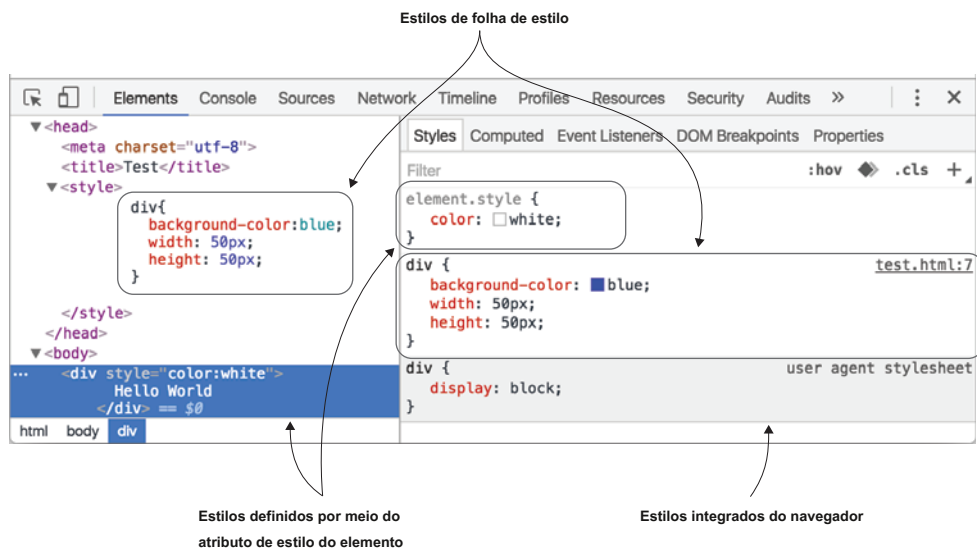 Estilos de folha de estilo
Elements Console Sources Network Timeline Profiles Resources Security Audits » ⋮ ×
▼<head>
<meta charset="utf-8">
<title>Test</title>
▼<style>
div{
background-color:blue;
width: 50px;
height: 50px;
}
</style>
</head>
▼<body>
... <div style="color:white">
Hello World
</div> == $0
html body div
Styles Computed Event Listeners DOM Breakpoints Properties
Filter :hov .cls +
element.style {
color: white;
}
div { test.html:7
background-color: blue;
width: 50px;
height: 50px;
}
div { user agent stylesheet
display: block;
}
Estilos definidos por meio do
atributo de estilo do elemento
Estilos integrados do navegador